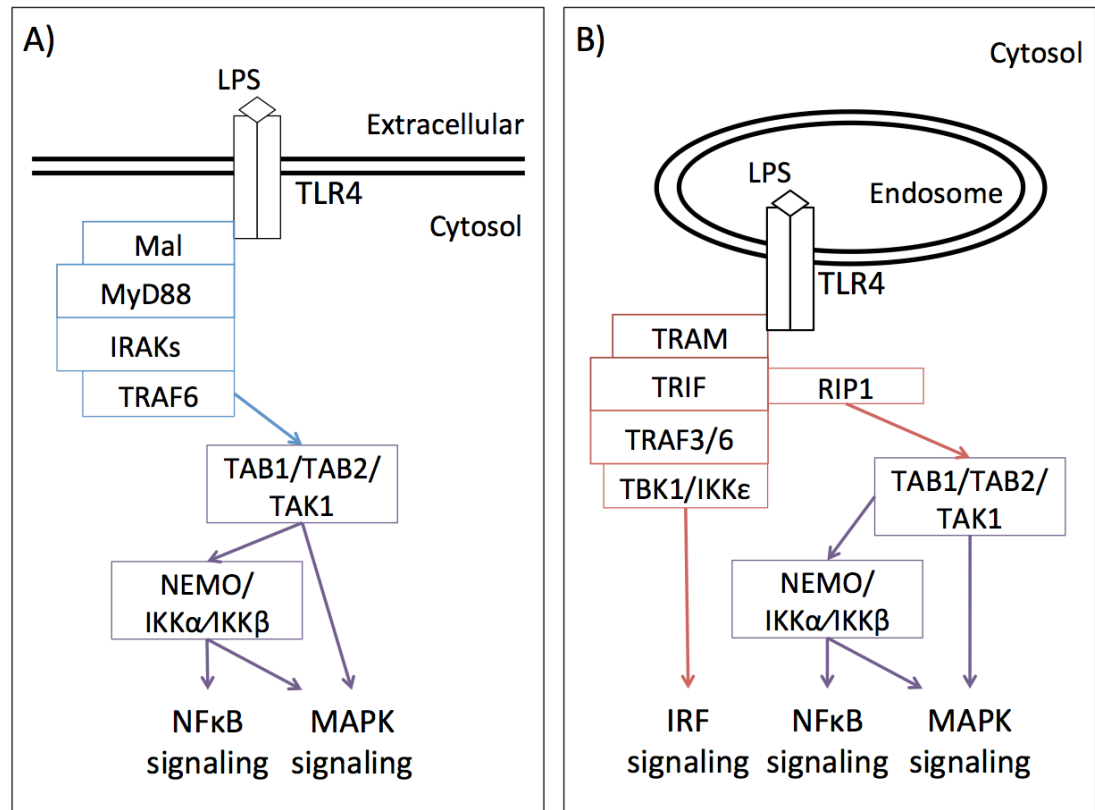 A)
LPS
Extracellular
TLR4
Cytosol
Mal
MyD88
IRAKs
TRAF6
TAB1/TAB2/
TAK1
NEMO/
IKKα/IKKβ
NFκB
signaling
MAPK
signaling
B)
Cytosol
LPS
Endosome
TLR4
TRAM
TRIF
RIP1
TRAF3/6
TBK1/IKKε
TAB1/TAB2/
TAK1
NEMO/
IKKα/IKKβ
IRF
signaling
NFκB
signaling
MAPK
signaling